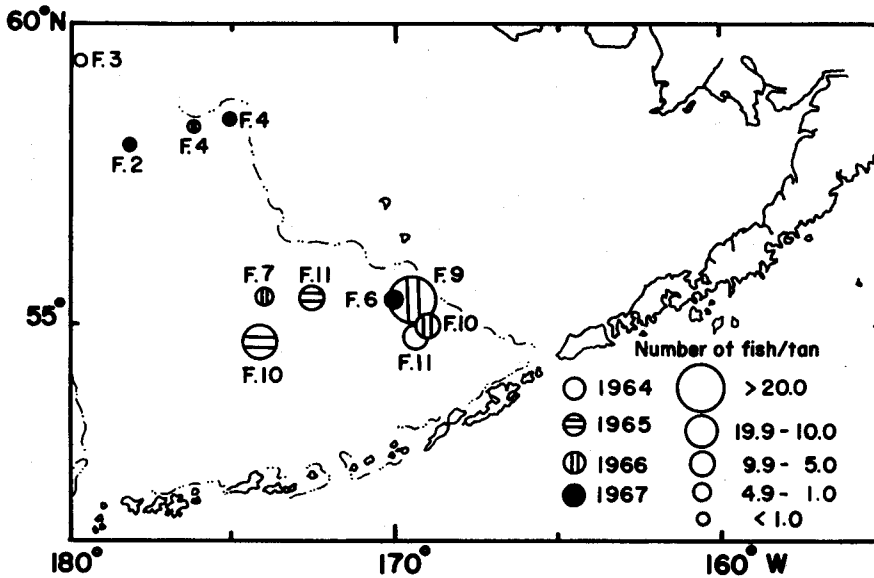 60°N
F.3
F.4
F.4
F.2
F.7
F.11
F.6
F.9
F.10
F.11
F.10
55°
Number of fish/tan
1964
> 20.0
1965
19.9 - 10.0
1966
9.9 - 5.0
1967
4.9 - 1.0
< 1.0
180°
170°
160° W